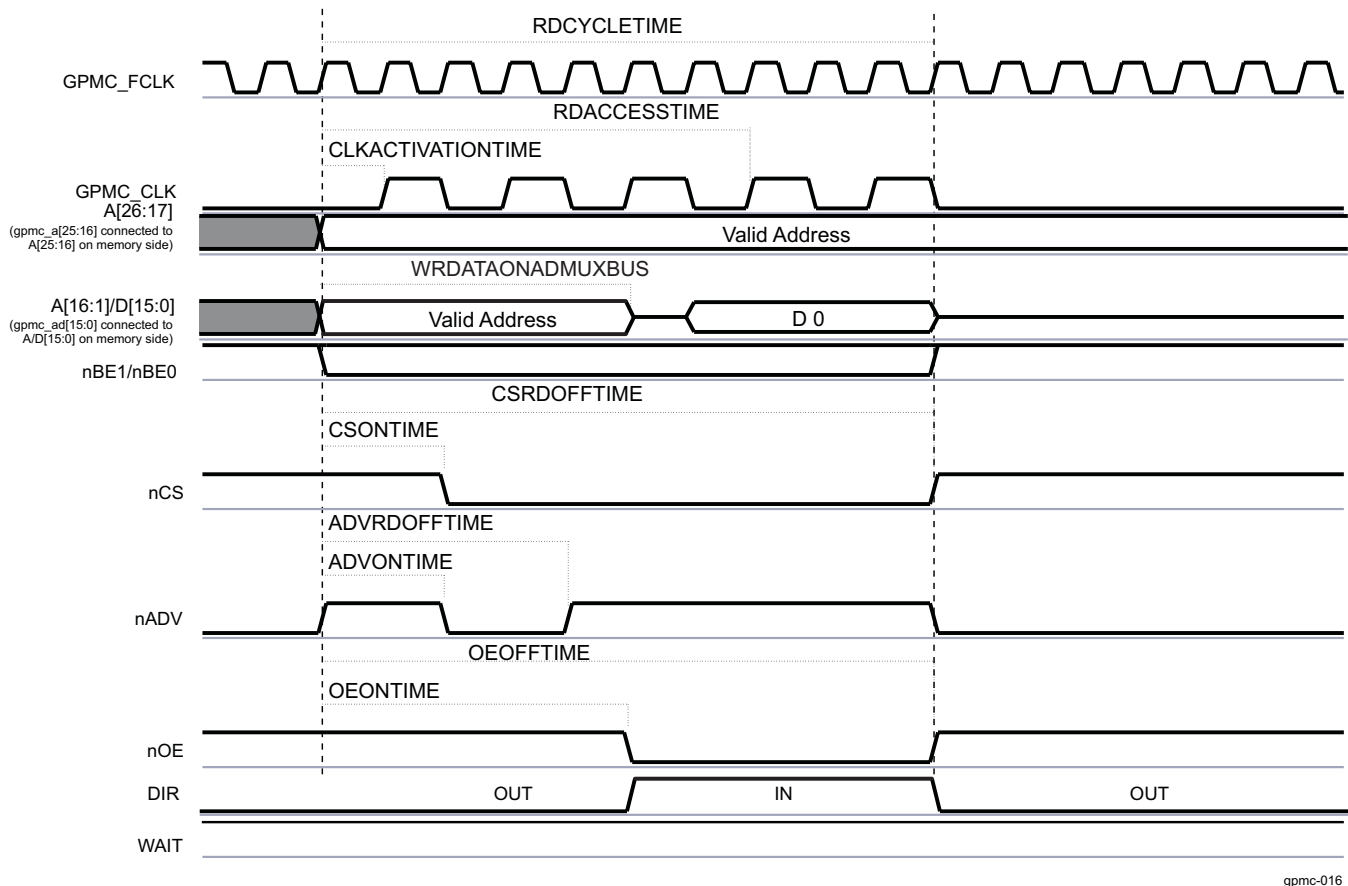 RDCYCLETIME
GPMC_FCLK
RDACCESSTIME
CLKACTIVATIONTIME
GPMC_CLK
A[26:17]
(gpmc_a[25:16] connected to
A[25:16] on memory side)
Valid Address
WRDATAONADMUXBUS
A[16:1]/D[15:0]
(gpmc_ad[15:0] connected to
A/D[15:0] on memory side)
Valid Address
D 0
nBE1/nBE0
CSRDOFFTIME
CSONTIME
nCS
ADVRDOFFTIME
ADVONTIME
nADV
OEOFFTIME
OEONTIME
nOE
DIR
OUT
IN
OUT
WAIT
gpmc-016